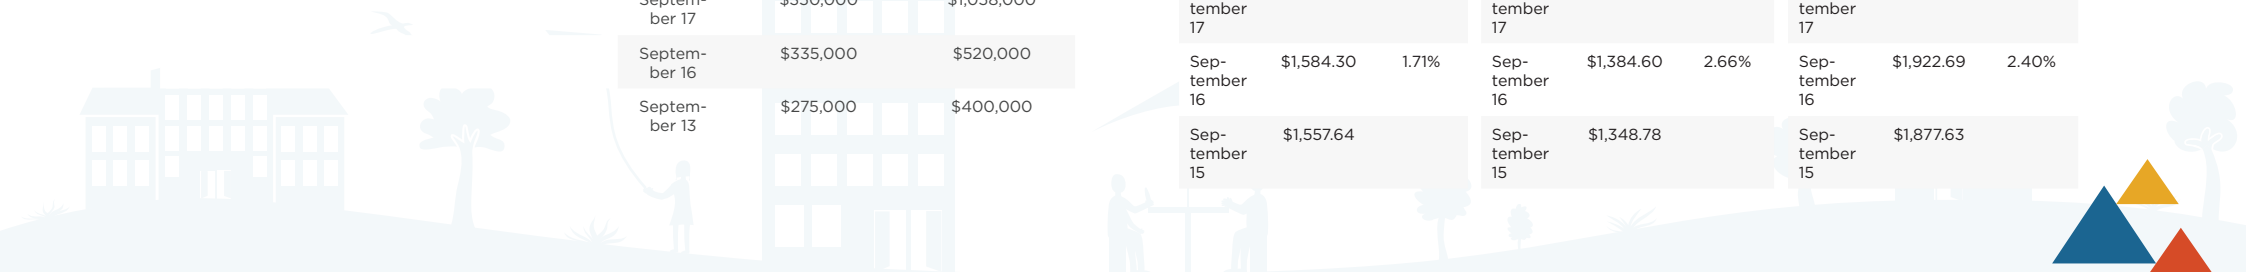 ber 17
Septem-
ber 16
$335,000
$520,000
Septem-
ber 13
$275,000
$400,000
tember
17
Sep-
tember
16
$1,584.30
1.71%
Sep-
tember
15
$1,557.64
tember
17
Sep-
tember
16
$1,384.60
2.66%
Sep-
tember
15
$1,348.78
tember
17
Sep-
tember
16
$1,922.69
2.40%
Sep-
tember
15
$1,877.63